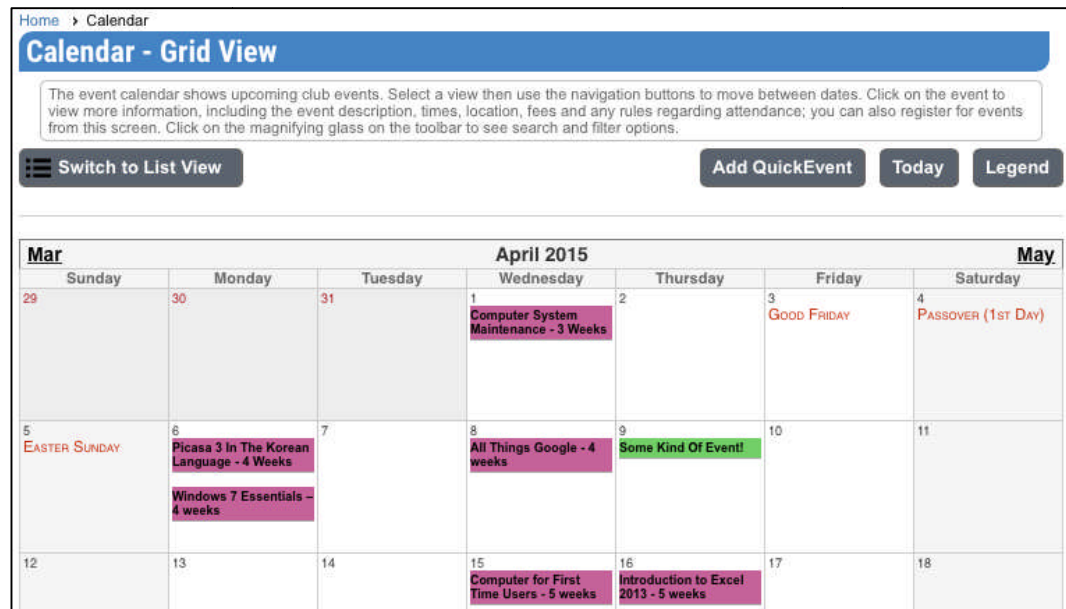 Home › Calendar
Calendar - Grid View
The event calendar shows upcoming club events. Select a view then use the navigation buttons to move between dates. Click on the event to
view more information, including the event description, times, location, fees and any rules regarding attendance; you can also register for events
from this screen. Click on the magnifying glass on the toolbar to see search and filter options.
Switch to List View Add QuickEvent Today Legend
Mar April 2015 May
Sunday Monday Tuesday Wednesday Thursday Friday Saturday
29 30 31 1 2 3 4
Computer System
Maintenance - 3 Weeks
Good Friday
Passover (1st Day)
5 6 7 8 9 10 11
Easter Sunday
Picasa 3 In The Korean
Language - 4 Weeks
Windows 7 Essentials –
4 weeks
All Things Google - 4
weeks
Some Kind Of Event!
12 13 14 15 16 17 18
Computer for First
Time Users - 5 weeks
Introduction to Excel
2013 - 5 weeks